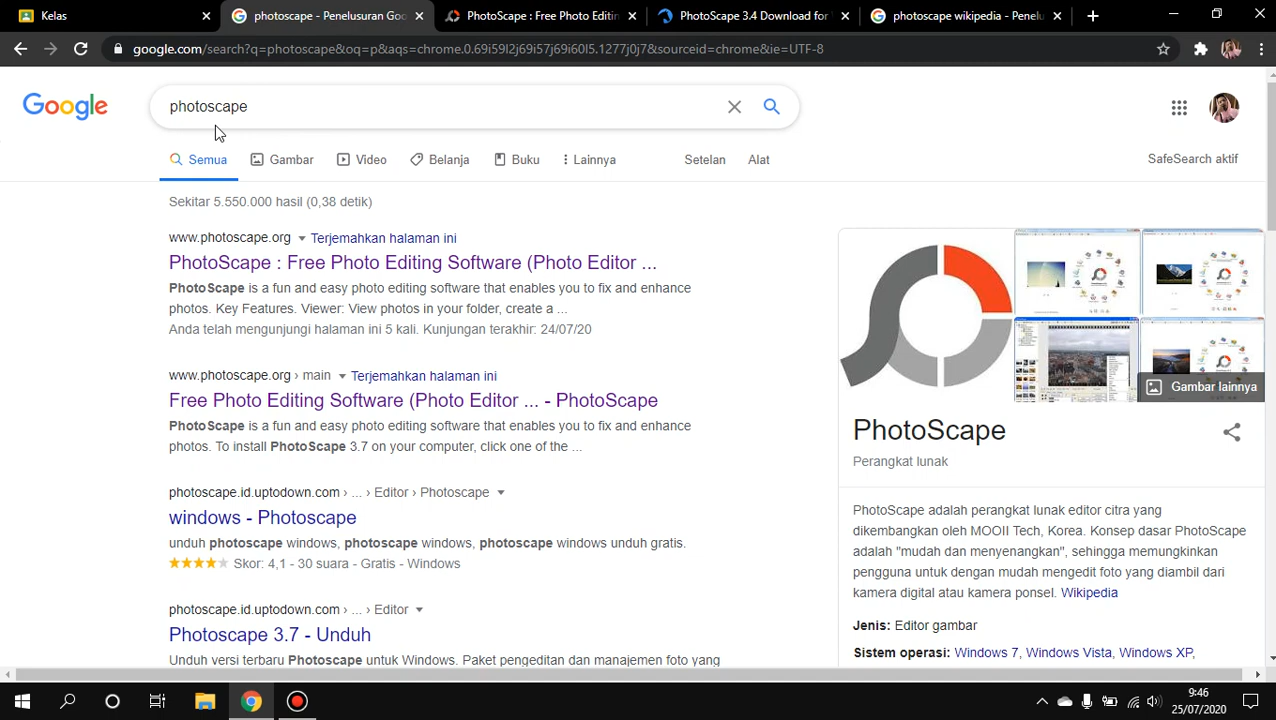 Kelas
photoscape - Penelusuran Goo
PhotoScape : Free Photo Editin
PhotoScape 3.4 Download for
photoscape wikipedia - Penelu
google.com/search?q=photoscape&oq=p&aqs=chrome.0.69i59l2j69i57j69i60l5.1277j0j7&sourceid=chrome&ie=UTF-8
Google
photoscape
Semua
Gambar
Video
Belanja
Buku
Lainnya
Setelan
Alat
SafeSearch aktif
Sekitar 5.550.000 hasil (0,38 detik)
www.photoscape.org Terjemahkan halaman ini
PhotoScape : Free Photo Editing Software (Photo Editor ...
PhotoScape is a fun and easy photo editing software that enables you to fix and enhance
photos. Key Features. Viewer: View photos in your folder, create a ...
Anda telah mengunjungi halaman ini 5 kali. Kunjungan terakhir: 24/07/20
www.photoscape.org › main Terjemahkan halaman ini
Free Photo Editing Software (Photo Editor ... - PhotoScape
PhotoScape is a fun and easy photo editing software that enables you to fix and enhance
photos. To install PhotoScape 3.7 on your computer, click one of the ...
photoscape.id.uptodown.com › ... › Editor › Photoscape
windows - Photoscape
unduh photoscape windows, photoscape windows, photoscape windows unduh gratis.
Skor: 4,1 - 30 suara - Gratis - Windows
photoscape.id.uptodown.com › ... › Editor
Photoscape 3.7 - Unduh
Unduh versi terbaru Photoscape untuk Windows. Paket pengeditan dan manajemen foto yang
Gambar lainnya
PhotoScape
Perangkat lunak
PhotoScape adalah perangkat lunak editor citra yang
dikembangkan oleh MOOII Tech, Korea. Konsep dasar PhotoScape
adalah "mudah dan menyenangkan", sehingga memungkinkan
pengguna untuk dengan mudah mengedit foto yang diambil dari
kamera digital atau kamera ponsel. Wikipedia
Jenis: Editor gambar
Sistem operasi: Windows 7, Windows Vista, Windows XP,
9:46
25/07/2020